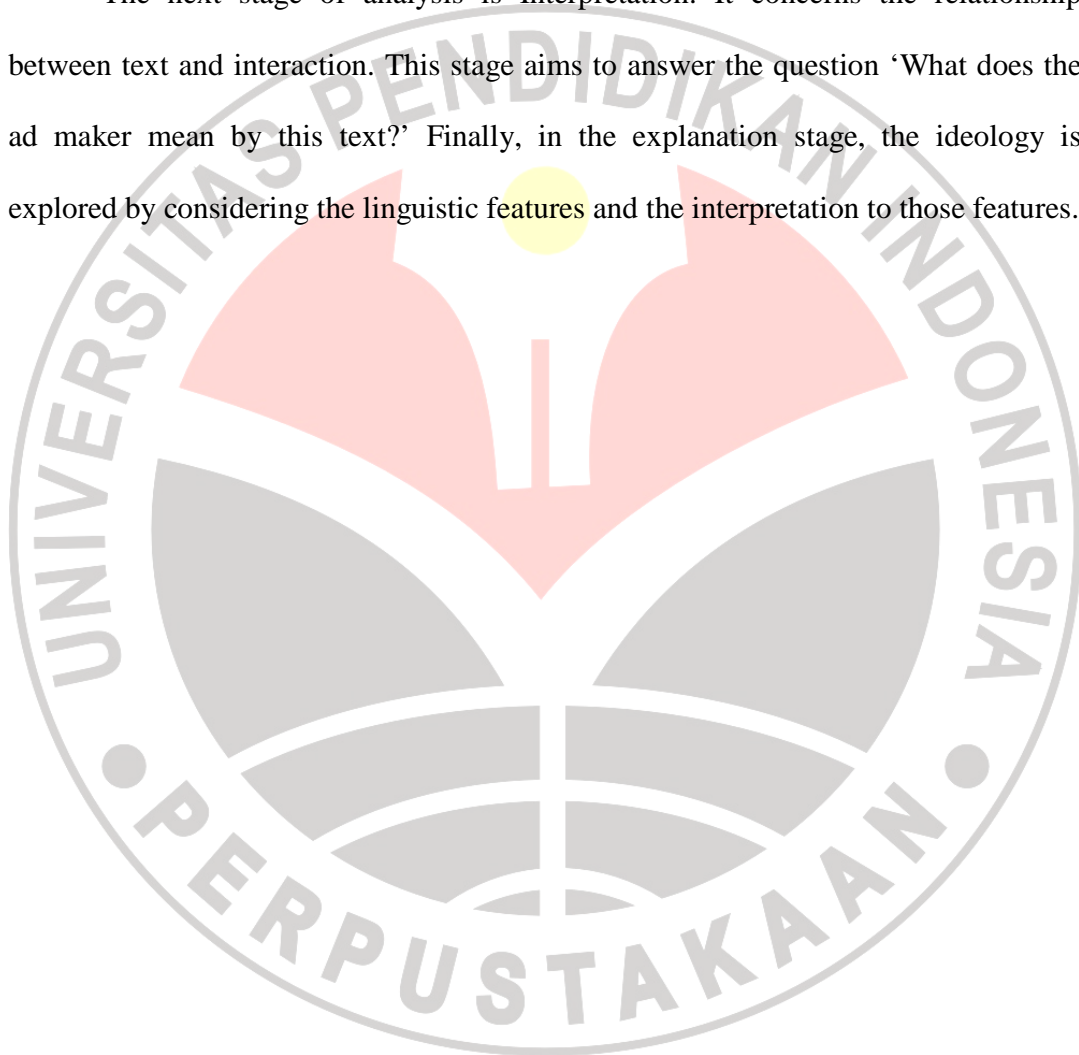 The next stage of analysis is Interpretation. It concerns the relationship
between text and interaction. This stage aims to answer the question ‘What does the
ad maker mean by this text?’ Finally, in the explanation stage, the ideology is
explored by considering the linguistic features and the interpretation to those features.
UNIVERSITAS PENDIDIKAN INDONESIA
PERPUSTAKAAN